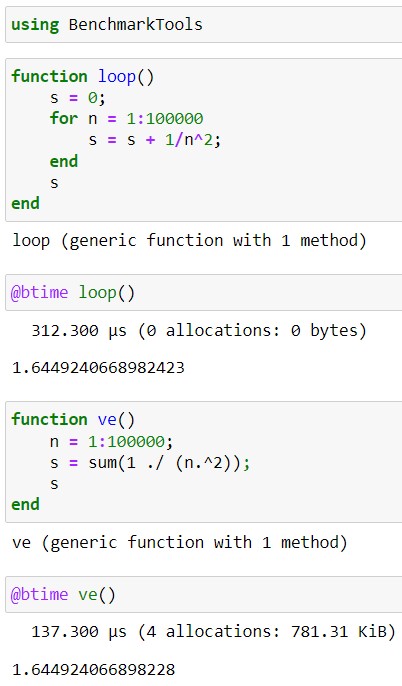 using BenchmarkTools
function loop()
    s = 0;
    for n = 1:100000
        s = s + 1/n^2;
    end
    s
end
loop (generic function with 1 method)
@btime loop()
  312.300 μs (0 allocations: 0 bytes)
1.6449240668982423
function ve()
    n = 1:100000;
    s = sum(1 ./ (n.^2));
    s
end
ve (generic function with 1 method)
@btime ve()
  137.300 μs (4 allocations: 781.31 KiB)
1.644924066898228